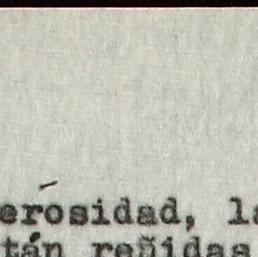 erosidad, la
tán reñidas